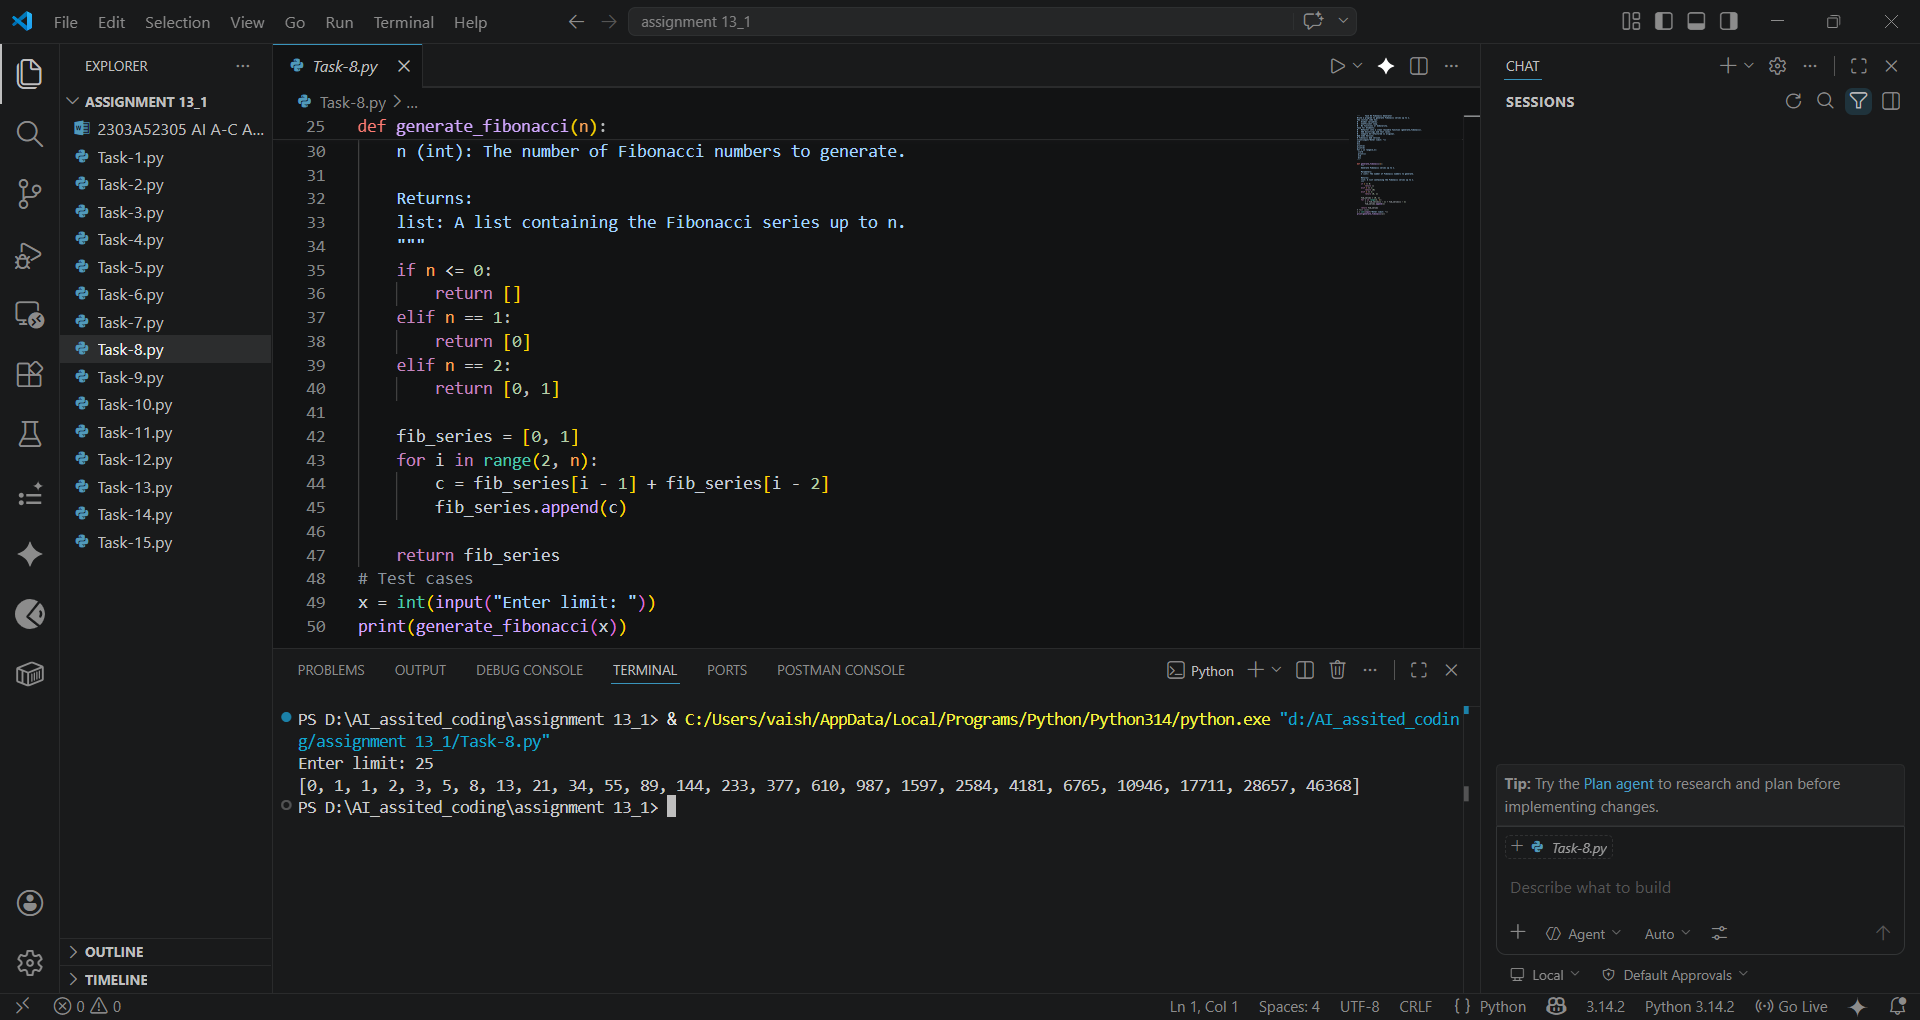 File Edit Selection View Go Run Terminal Help
assignment 13_1
EXPLORER
ASSIGNMENT 13_1
2303A52305 AI A-C A...
Task-1.py
Task-2.py
Task-3.py
Task-4.py
Task-5.py
Task-6.py
Task-7.py
Task-8.py
Task-9.py
Task-10.py
Task-11.py
Task-12.py
Task-13.py
Task-14.py
Task-15.py
OUTLINE
TIMELINE
Task-8.py
Task-8.py > ...
25 def generate_fibonacci(n):
30 n (int): The number of Fibonacci numbers to generate.
31
32 Returns:
33 list: A list containing the Fibonacci series up to n.
34 """
35 if n <= 0:
36 return []
37 elif n == 1:
38 return [0]
39 elif n == 2:
40 return [0, 1]
41
42 fib_series = [0, 1]
43 for i in range(2, n):
44 c = fib_series[i - 1] + fib_series[i - 2]
45 fib_series.append(c)
46
47 return fib_series
48 # Test cases
49 x = int(input("Enter limit: "))
50 print(generate_fibonacci(x))
PROBLEMS OUTPUT DEBUG CONSOLE TERMINAL PORTS POSTMAN CONSOLE
Python
PS D:\AI_assited_coding\assignment 13_1> & C:/Users/vaish/AppData/Local/Programs/Python/Python314/python.exe "d:/AI_assited_codin
g/assignment 13_1/Task-8.py"
Enter limit: 25
[0, 1, 1, 2, 3, 5, 8, 13, 21, 34, 55, 89, 144, 233, 377, 610, 987, 1597, 2584, 4181, 6765, 10946, 17711, 28657, 46368]
PS D:\AI_assited_coding\assignment 13_1>
CHAT
SESSIONS
Tip: Try the Plan agent to research and plan before
implementing changes.
Task-8.py
Describe what to build
Agent Auto
Local Default Approvals
0 0
Ln 1, Col 1 Spaces: 4 UTF-8 CRLF {} Python 3.14.2 Python 3.14.2 Go Live